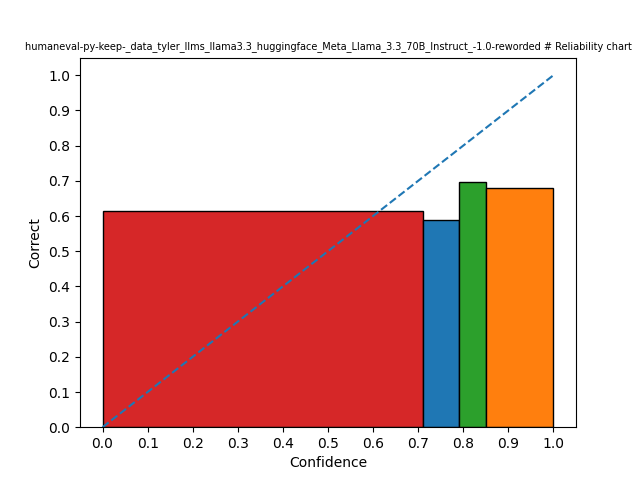 humaneval-py-keep-_data_tyler_llms_llama3.3_huggingface_Meta_Llama_3.3_70B_Instruct_-1.0-reworded # Reliability chart
1.0
0.9
0.8
0.7
0.6
0.5
0.4
0.3
0.2
0.1
0.0
Correct
0.0 0.1 0.2 0.3 0.4 0.5 0.6 0.7 0.8 0.9 1.0
Confidence